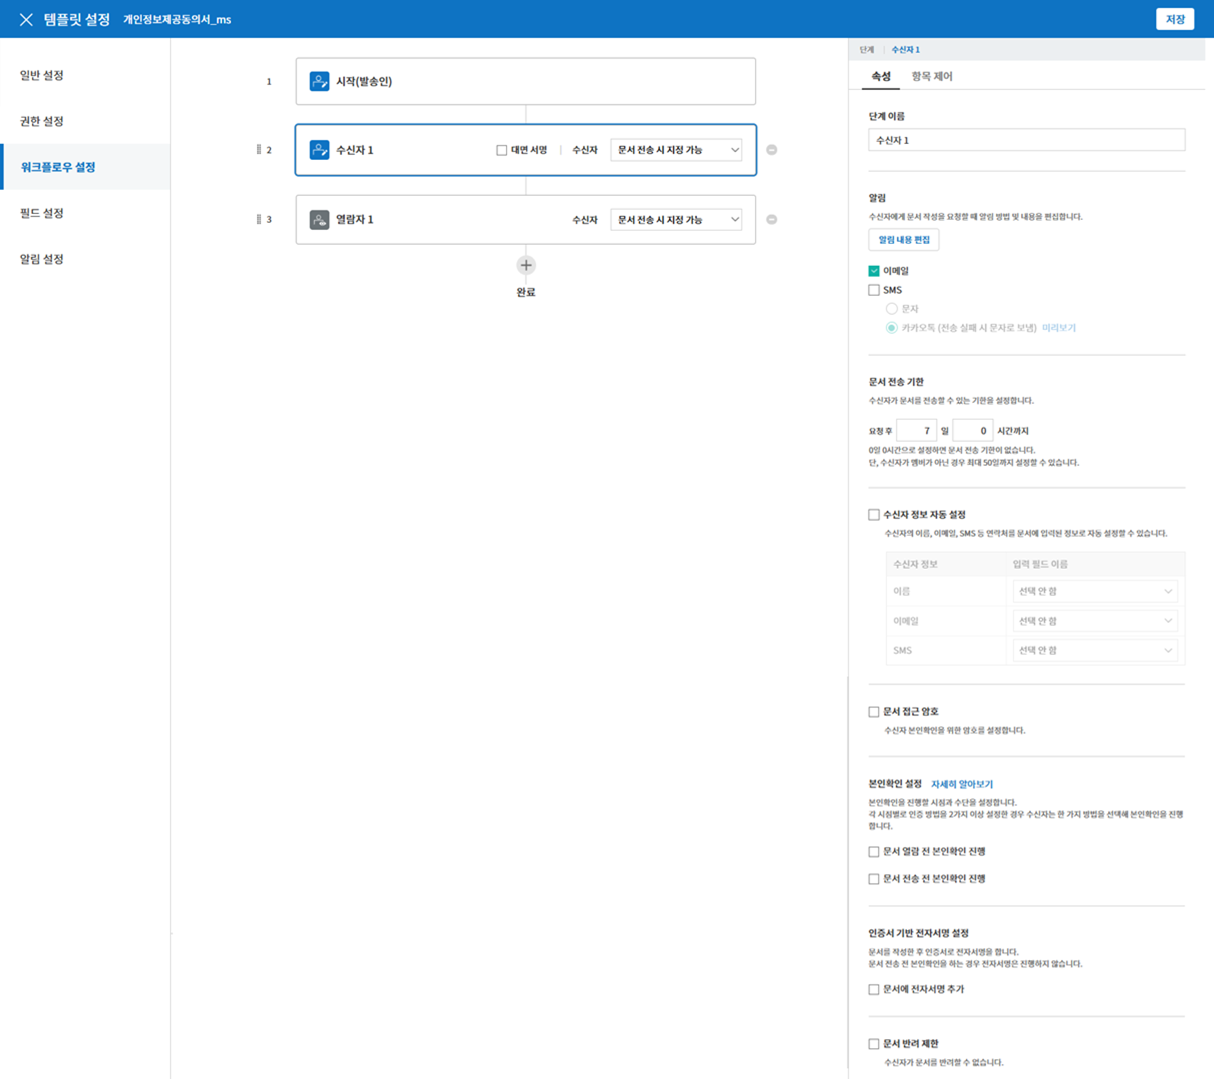 템플릿 설정 개인정보제공동의서_ms 저장
일반 설정
권한 설정
워크플로우 설정
필드 설정
알림 설정
1 시작(발송인)
2 수신자 1 대면 서명 수신자 문서 전송 시 지정 가능
3 열람자 1 수신자 문서 전송 시 지정 가능
완료
단계 수신자 1
속성 항목 제어
단계 이름
수신자 1
알림
수신자에게 문서 작성을 요청할 때 알림 방법 및 내용을 편집합니다.
알림 내용 편집
이메일
SMS
문자
카카오톡 (전송 실패 시 문자로 보냄) 미리보기
문서 전송 기한
수신자가 문서를 전송할 수 있는 기한을 설정합니다.
요청 후 7 일 0 시간까지
0일 0시간으로 설정하면 문서 전송 기한이 없습니다.
단, 수신자가 멤버가 아닌 경우 최대 50일까지 설정할 수 있습니다.
수신자 정보 자동 설정
수신자의 이름, 이메일, SMS 등 연락처를 문서에 입력된 정보로 자동 설정할 수 있습니다.
수신자 정보 입력 필드 이름
이름 선택 안 함
이메일 선택 안 함
SMS 선택 안 함
문서 접근 암호
수신자 본인확인을 위한 암호를 설정합니다.
본인확인 설정 자세히 알아보기
본인확인을 진행할 시점과 수단을 설정합니다.
각 시점별로 인증 방법을 2가지 이상 설정한 경우 수신자는 한 가지 방법을 선택해 본인확인을 진행
합니다.
문서 열람 전 본인확인 진행
문서 전송 전 본인확인 진행
인증서 기반 전자서명 설정
문서를 작성한 후 인증서로 전자서명을 합니다.
문서 전송 전 본인확인을 하는 경우 전자서명은 진행하지 않습니다.
문서에 전자서명 추가
문서 반려 제한
수신자가 문서를 반려할 수 없습니다.